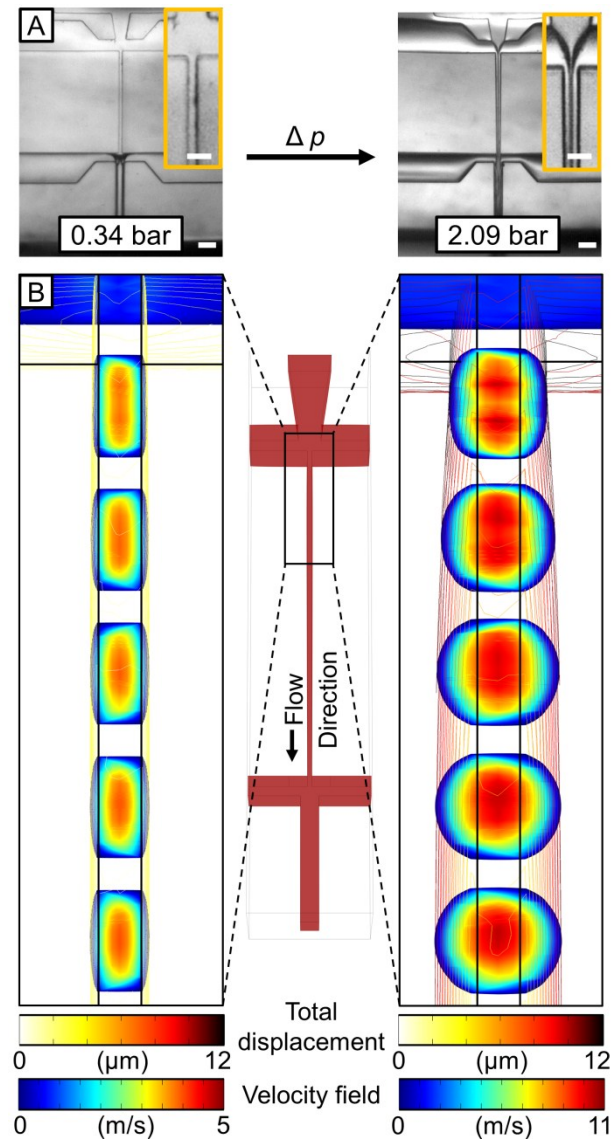 A
Δ p
0.34 bar
2.09 bar
B
Flow
Direction
Total
displacement
0 (μm) 12
0 (μm) 12
Velocity field
0 (m/s) 5
0 (m/s) 11